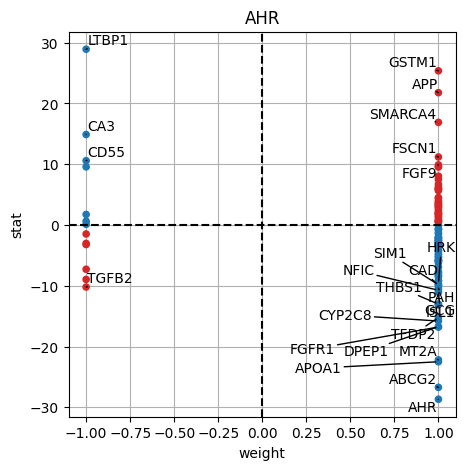 AHR
LTBP1
GSTM1
APP
SMARCA4
CA3
FSCN1
CD55
FGF9
HRK
SIM1
CAD
NFIC
TGFB2
THBS1
PAH
CYP2C8
TFDP2
FGFR1
DPEP1
MT2A
APOA1
ABCG2
AHR
30
20
10
0
−10
−20
−30
stat
−1.00
−0.75
−0.50
−0.25
0.00
0.25
0.50
0.75
1.00
weight